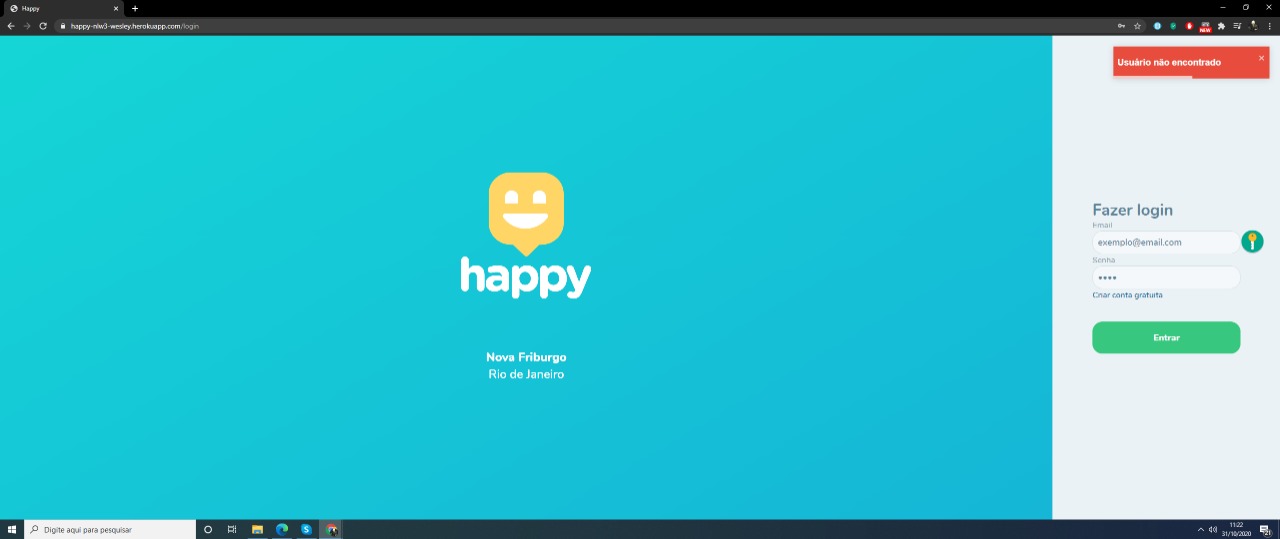 Happy
happy-nlw3-wesley.herokuapp.com/login
NEW
Usuário não encontrado
happy
Nova Friburgo
Rio de Janeiro
Fazer login
Email
exemplo@email.com
Senha
Criar conta gratuita
Entrar
Digite aqui para pesquisar
11:22
31/10/2020